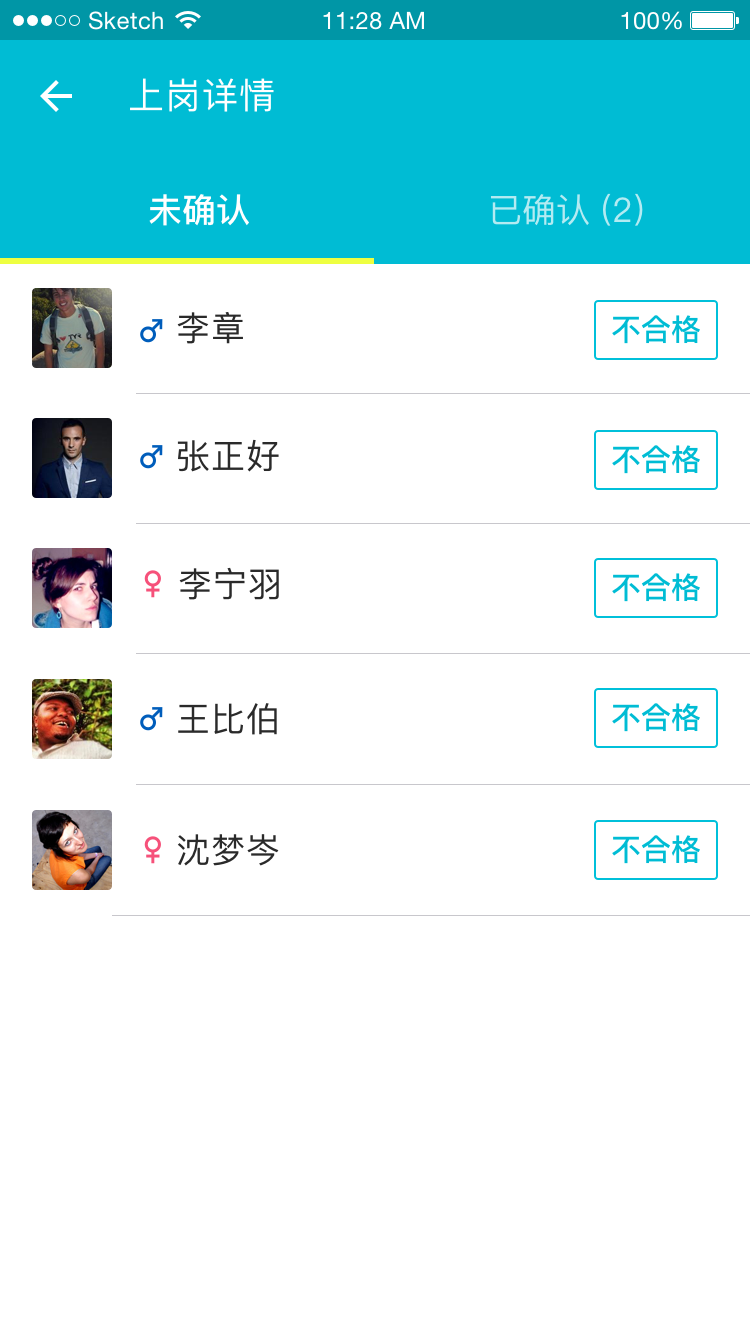 Sketch 11:28 AM 100%
上岗详情
未确认 已确认 (2)
李章 不合格
张正好 不合格
李宁羽 不合格
王比伯 不合格
沈梦岑 不合格